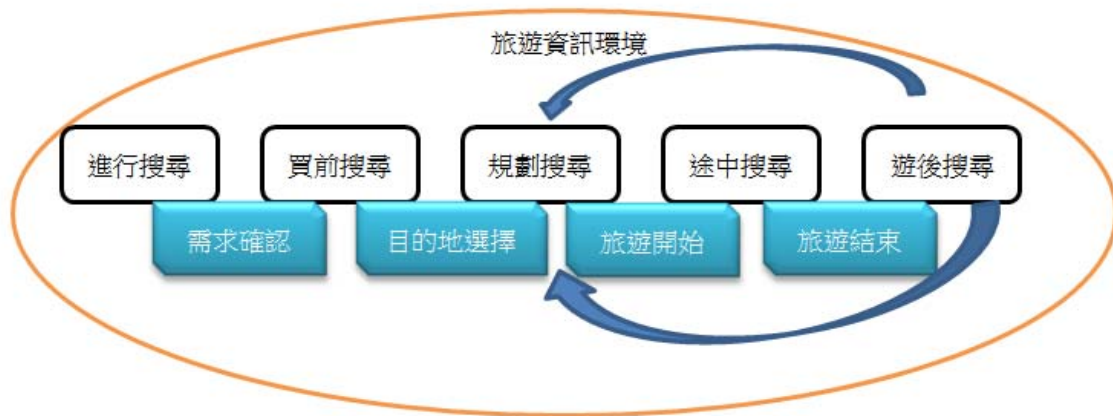 旅遊資訊環境
進行搜尋
買前搜尋
規劃搜尋
途中搜尋
遊後搜尋
需求確認
目的地選擇
旅遊開始
旅遊結束